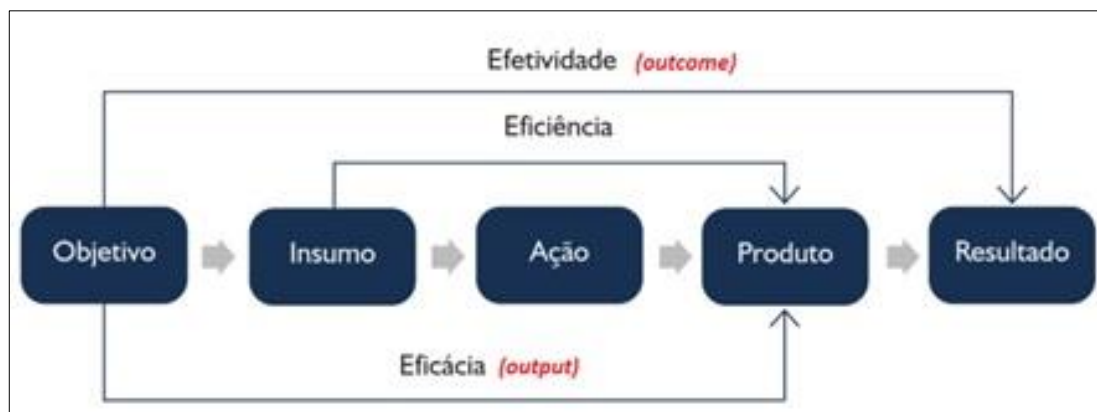 Efetividade (outcome)
Eficiência
Objetivo Insumo Ação Produto Resultado
Eficácia (output)